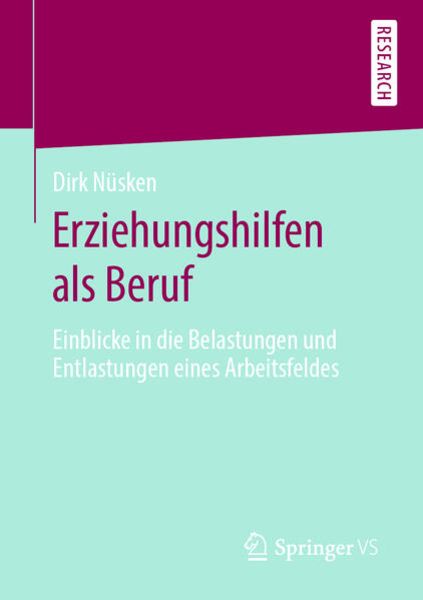 RESEARCH
Dirk Nüsken
Erziehungshilfen
als Beruf
Einblicke in die Belastungen und
Entlastungen eines Arbeitsfeldes
Springer VS